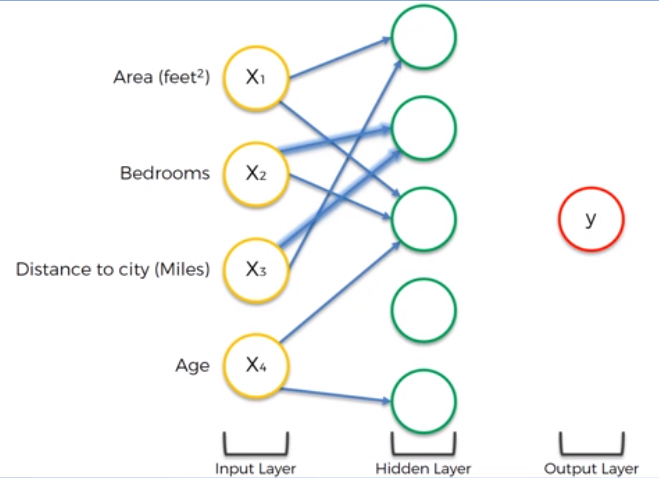 Area (feet²)
X₁
Bedrooms
X₂
y
Distance to city (Miles)
X₃
Age
X₄
Input Layer
Hidden Layer
Output Layer